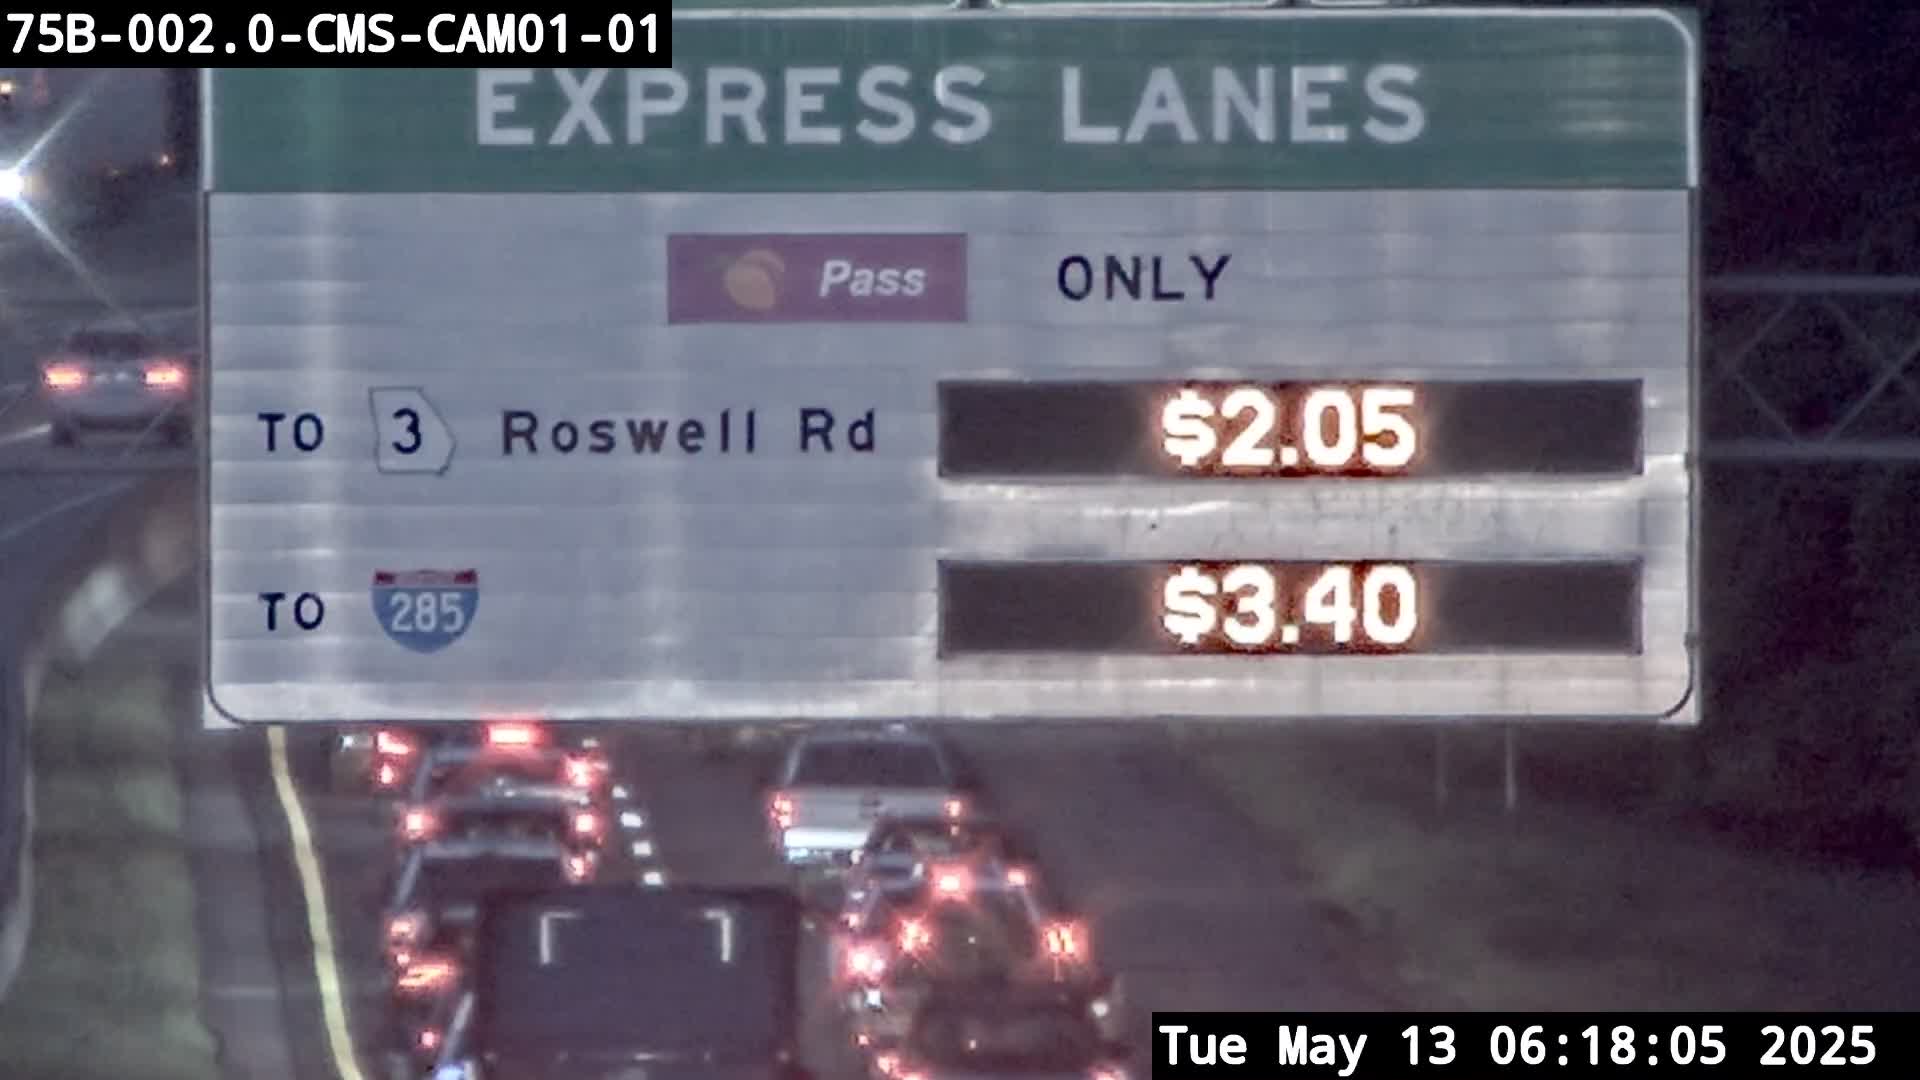 75B-002.0-CMS-CAM01-01
EXPRESS LANES
Pass ONLY
TO 3 Roswell Rd $2.05
TO 285 $3.40
Tue May 13 06:18:05 2025